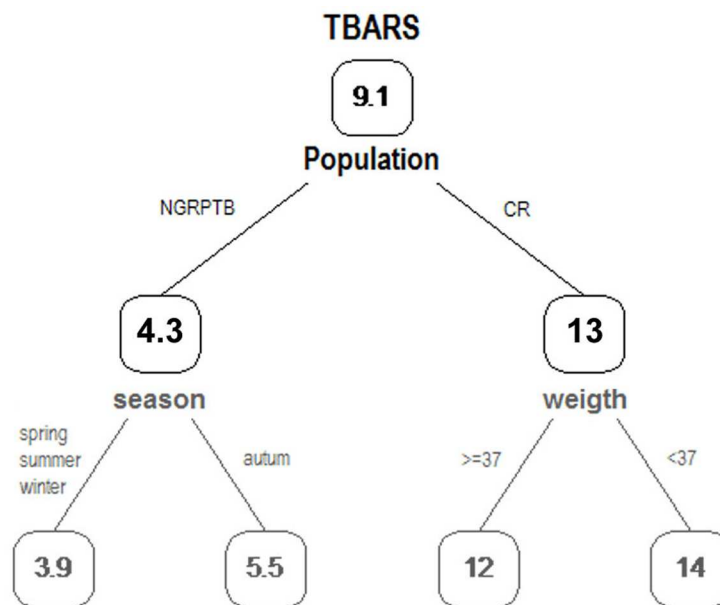 TBARS
9.1
Population
NGRPTB
CR
4.3
13
season
weigth
spring
summer
winter
autum
>=37
<37
3.9
5.5
12
14